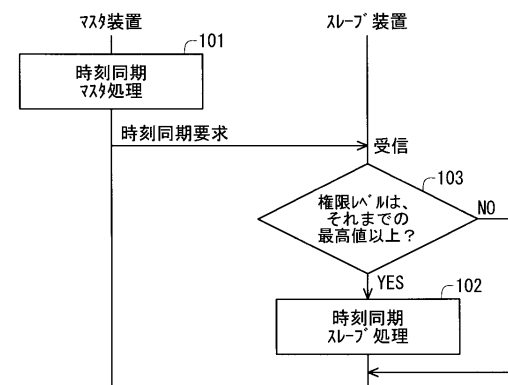 マスタ装置
スレーブ装置
101
時刻同期
マスタ処理
時刻同期要求
受信
103
権限レベルは、
それまでの
最高値以上?
NO
YES
102
時刻同期
スレーブ処理